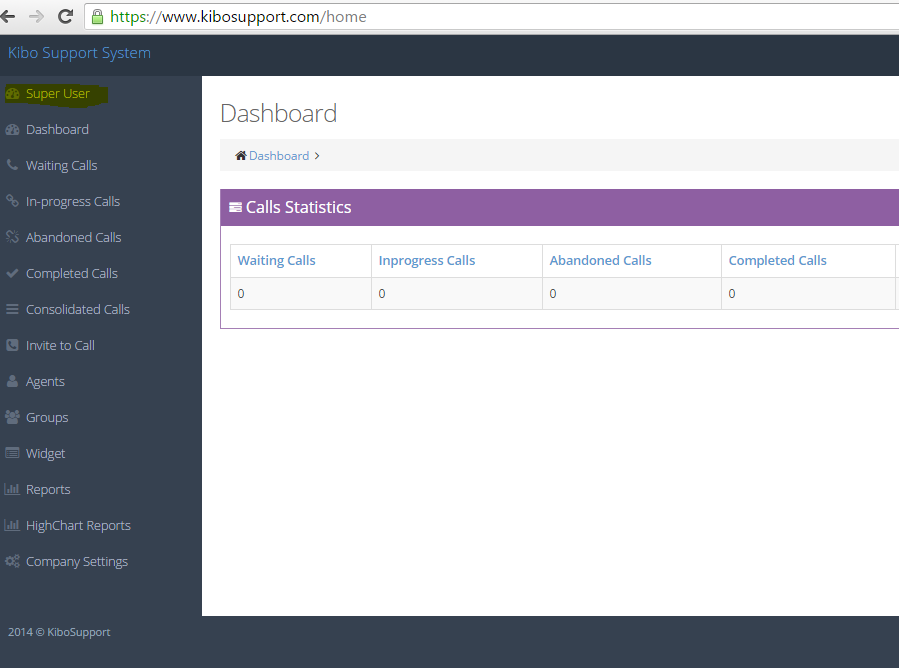 https://www.kibosupport.com/home
Kibo Support System
Super User
Dashboard
Waiting Calls
In-progress Calls
Abandoned Calls
Completed Calls
Consolidated Calls
Invite to Call
Agents
Groups
Widget
Reports
HighChart Reports
Company Settings
2014 © KiboSupport
Dashboard
Dashboard >
Calls Statistics
Waiting Calls Inprogress Calls Abandoned Calls Completed Calls
0 0 0 0